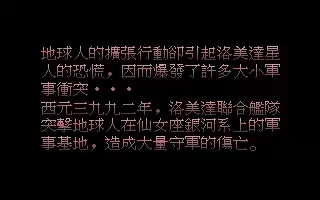 地球人的擴張行動卻引起洛美達星
人的恐慌，因而爆發了許多大小軍
事衝突・・・
西元三九九二年，洛美達聯合艦隊
突擊地球人在仙女座銀河系上的軍
事基地，造成大量守軍的傷亡。